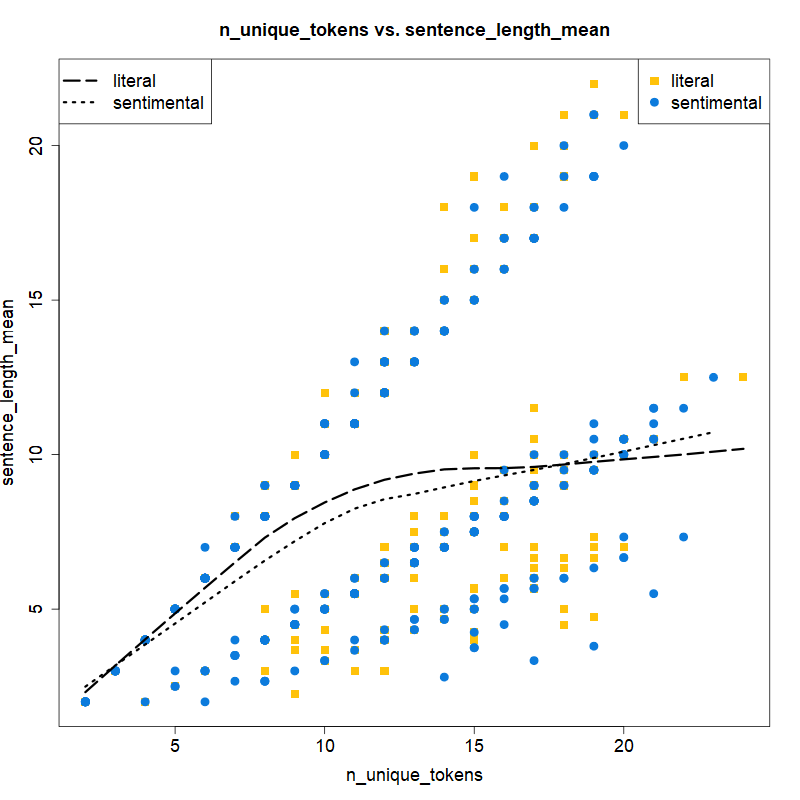 n_unique_tokens vs. sentence_length_mean
literal
sentimental
literal
sentimental
20
15
10
5
sentence_length_mean
5 10 15 20
n_unique_tokens